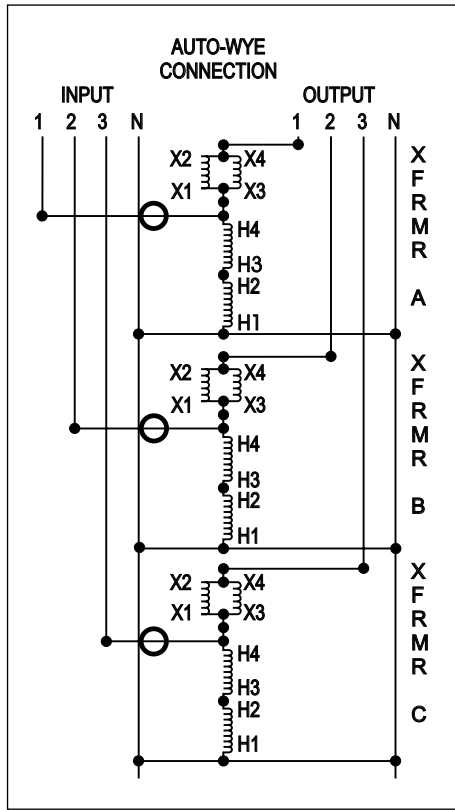 AUTO-WYE
CONNECTION
INPUT
OUTPUT
1 2 3 N
1 2 3 N
X2 X4
X1 X3
H4
H3
H2
H1
XFRMR A
X2 X4
X1 X3
H4
H3
H2
H1
XFRMR B
X2 X4
X1 X3
H4
H3
H2
H1
XFRMR C